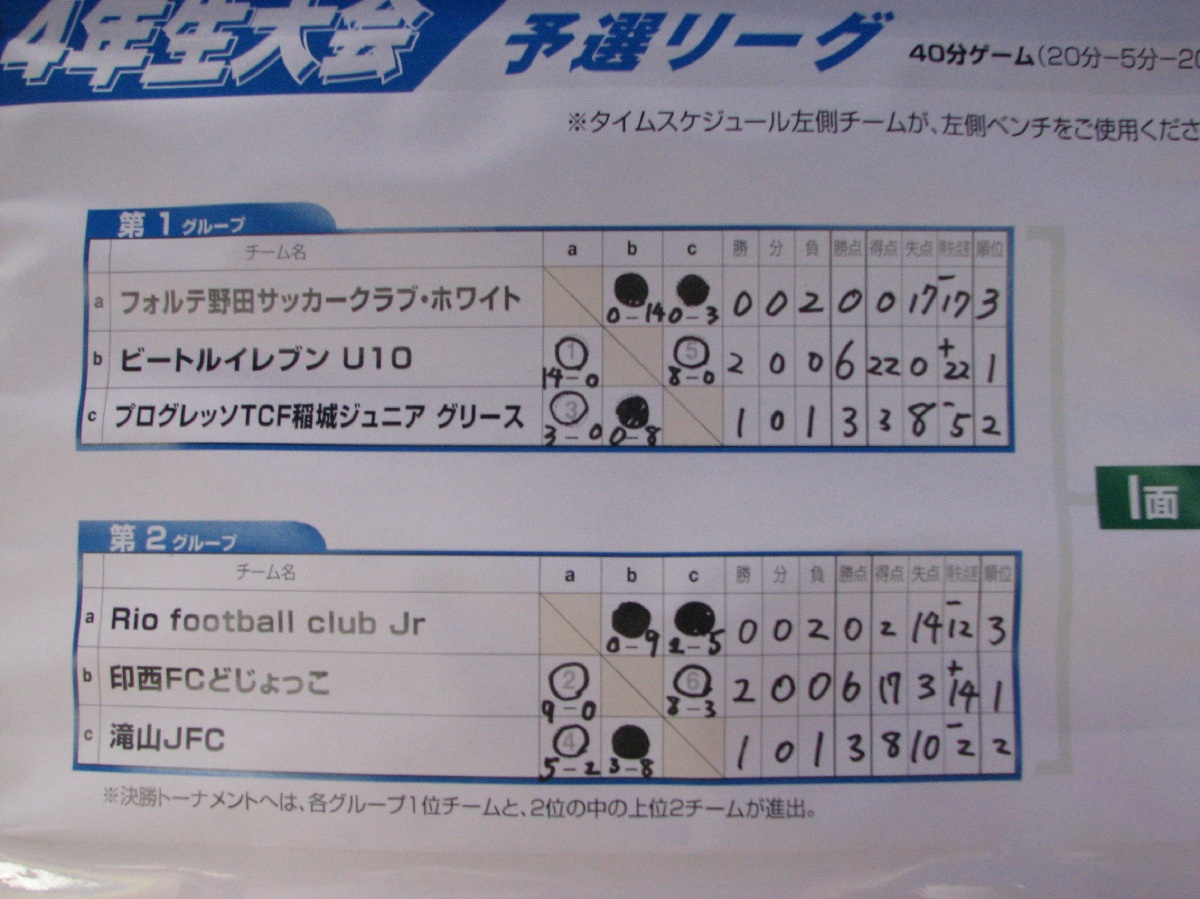 4年生大会 予選リーグ 40分ゲーム(20分-5分-20
※タイムスケジュール左側チームが、左側ベンチをご使用くださ
第1グループ
チーム名 a b c 勝 分 負 勝点 得点 失点 得失点差 順位
a フォルテ野田サッカークラブ・ホワイト ● 0-14 ● 0-3 0 0 2 0 0 17 -17 3
b ビートルイレブン U10 ① 14-0 ⑤ 8-0 2 0 0 6 22 0 +22 1
c プログレッソTCF稲城ジュニア グリース ③ 3-0 ● 0-8 1 0 1 3 3 8 -5 2
I面
第2グループ
チーム名 a b c 勝 分 負 勝点 得点 失点 得失点差 順位
a Rio football club Jr ● 0-9 ● 2-5 0 0 2 0 2 14 -12 3
b 印西FCどじょっこ ② 9-0 ⑥ 8-3 2 0 0 6 17 3 +14 1
c 滝山JFC ④ 5-2 ● 3-8 1 0 1 3 8 10 -2 2
※決勝トーナメントへは、各グループ1位チームと、2位の中の上位2チームが進出。